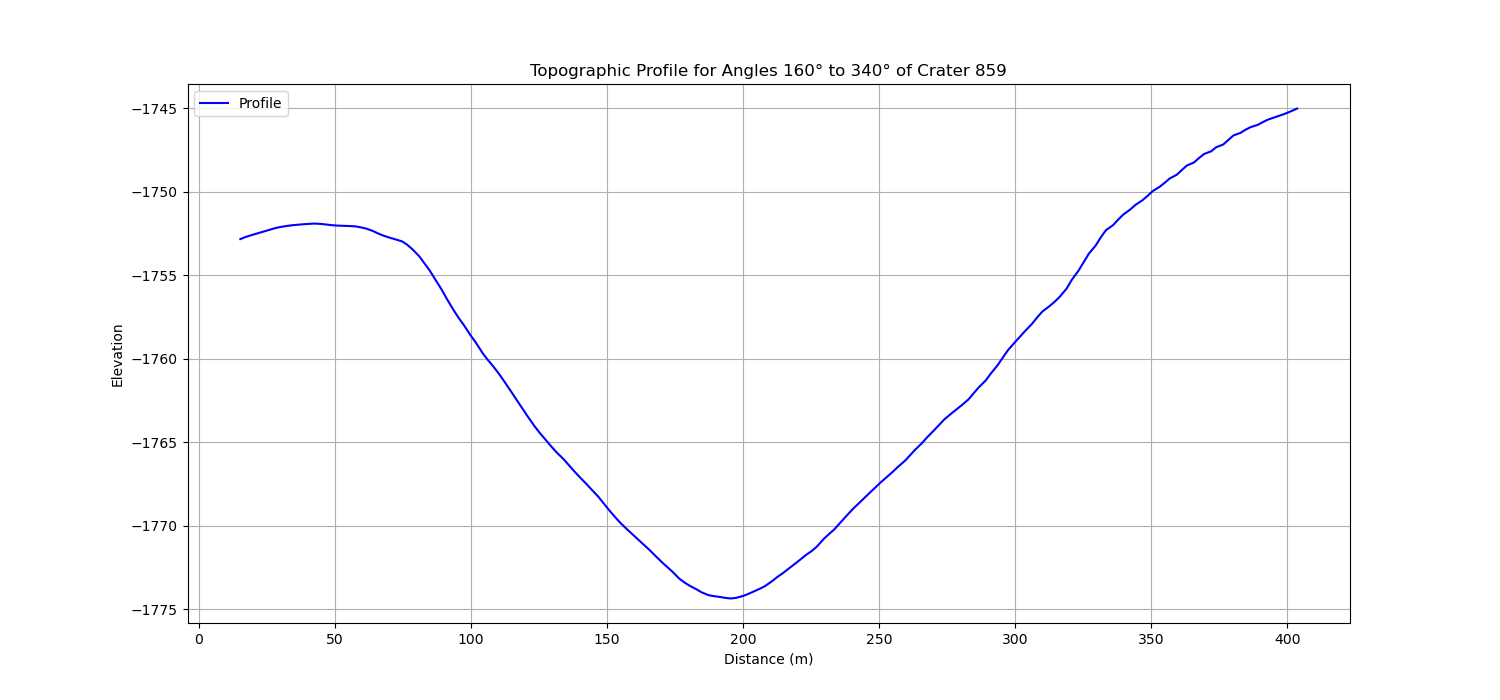 Topographic Profile for Angles 160° to 340° of Crater 859
Profile
−1745
−1750
−1755
−1760
−1765
−1770
−1775
Elevation
0 50 100 150 200 250 300 350 400
Distance (m)